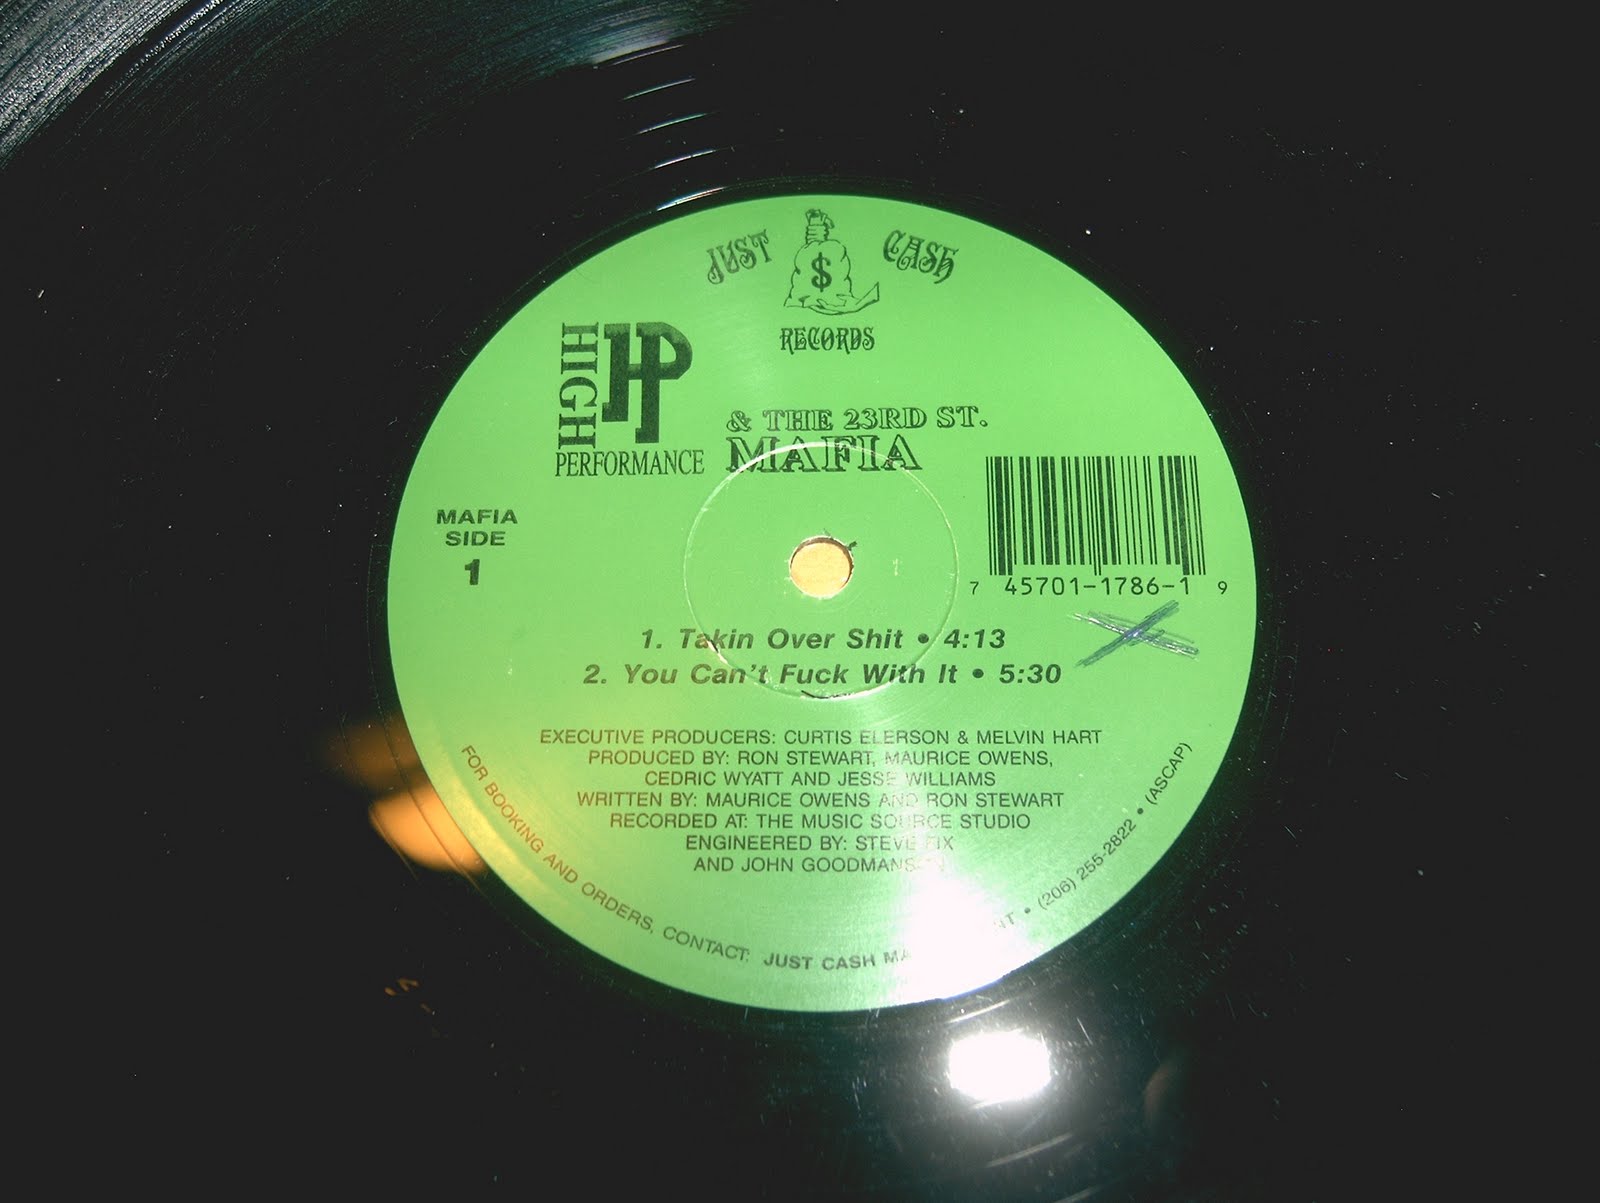 JUST $ CASH
RECORDS
HIGH HP
PERFORMANCE
& THE 23RD ST.
MAFIA
MAFIA
SIDE
1
7 45701-1786-1 9
1. Takin Over Shit • 4:13
2. You Can't Fuck With It • 5:30
EXECUTIVE PRODUCERS: CURTIS ELERSON & MELVIN HART
PRODUCED BY: RON STEWART, MAURICE OWENS,
CEDRIC WYATT AND JESSE WILLIAMS
WRITTEN BY: MAURICE OWENS AND RON STEWART
RECORDED AT: THE MUSIC SOURCE STUDIO
ENGINEERED BY: STEVE FIX
AND JOHN GOODMANSON
FOR BOOKING AND ORDERS, CONTACT: JUST CASH • (206) 255-2822 • (ASCAP)